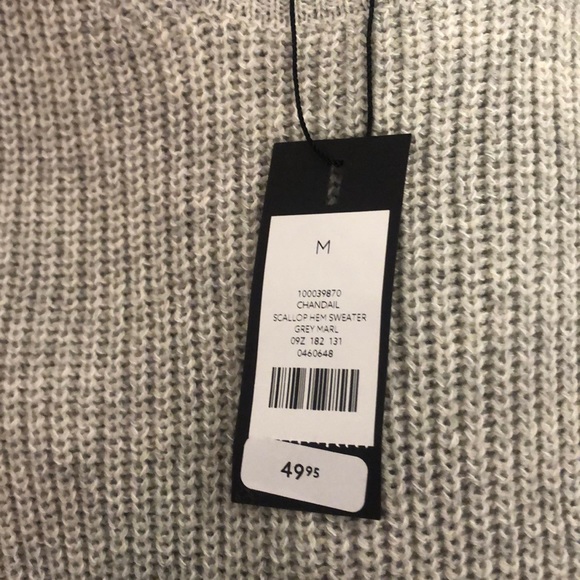 M
100039870
CHANDAIL
SCALLOP HEM SWEATER
GREY MARL
09Z 182 131
0460648
49.95